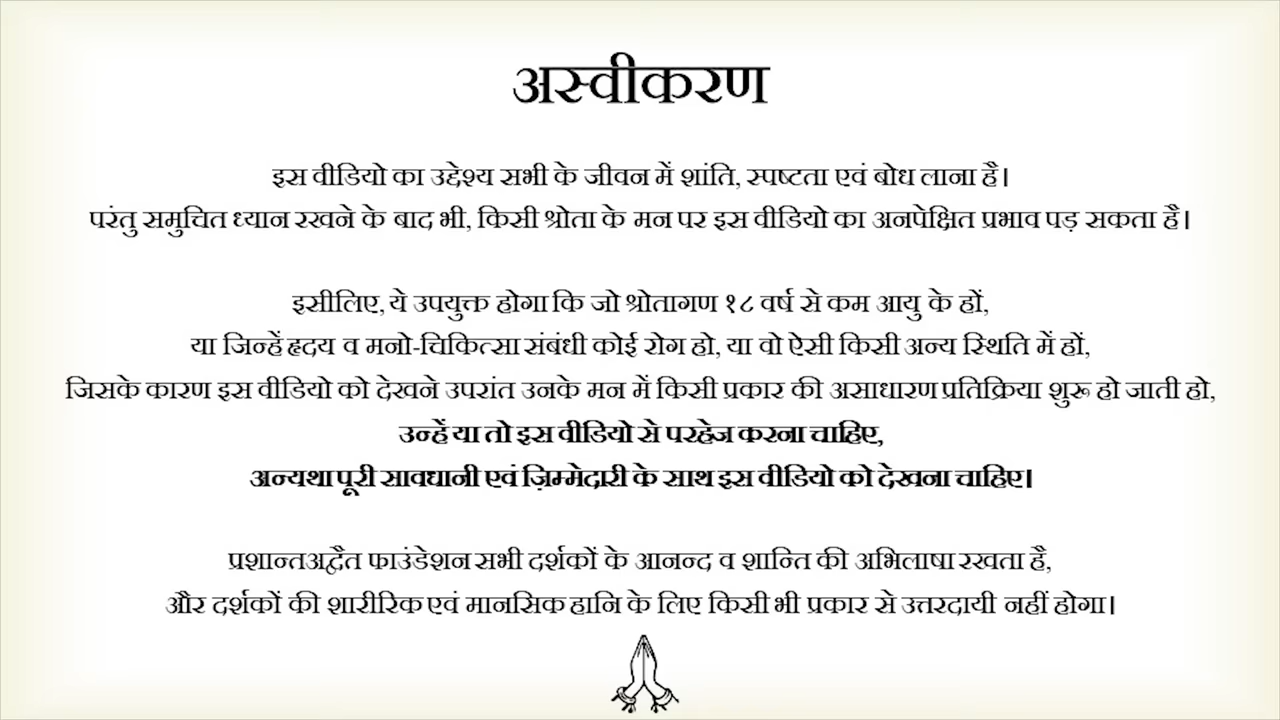 अस्वीकरण
इस वीडियो का उद्देश्य सभी के जीवन में शांति, स्पष्टता एवं बोध लाना है।
परंतु समुचित ध्यान रखने के बाद भी, किसी श्रोता के मन पर इस वीडियो का अनपेक्षित प्रभाव पड़ सकता है।
इसीलिए, ये उपयुक्त होगा कि जो श्रोतागण १८ वर्ष से कम आयु के हों,
या जिन्हें हृदय व मनो-चिकित्सा संबंधी कोई रोग हो, या वो ऐसी किसी अन्य स्थिति में हों,
जिसके कारण इस वीडियो को देखने उपरांत उनके मन में किसी प्रकार की असाधारण प्रतिक्रिया शुरू हो जाती हो,
उन्हें या तो इस वीडियो से परहेज करना चाहिए,
अन्यथा पूरी सावधानी एवं ज़िम्मेदारी के साथ इस वीडियो को देखना चाहिए।
प्रशान्तअद्वैत फाउंडेशन सभी दर्शकों के आनन्द व शान्ति की अभिलाषा रखता है,
और दर्शकों की शारीरिक एवं मानसिक हानि के लिए किसी भी प्रकार से उत्तरदायी नहीं होगा।